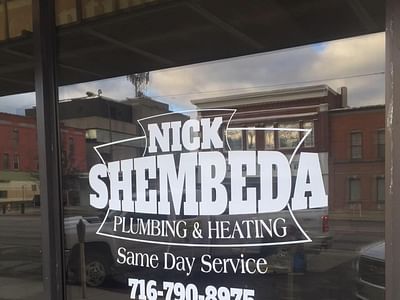 NICK
SHEMBEDA
PLUMBING & HEATING
Same Day Service
716-790-8975